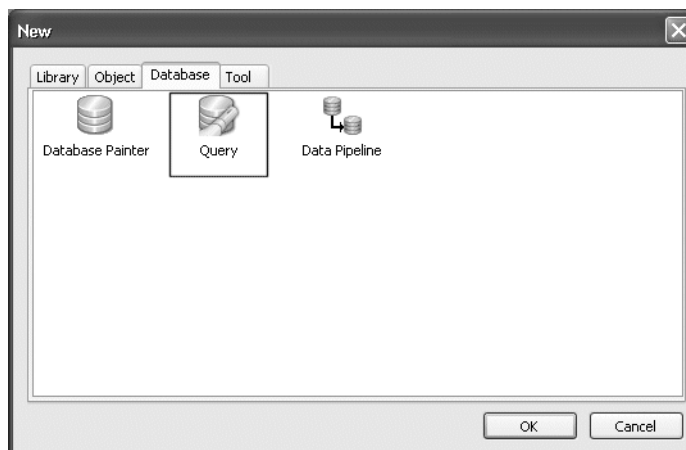 New
Library Object Database Tool
Database Painter Query Data Pipeline
OK Cancel